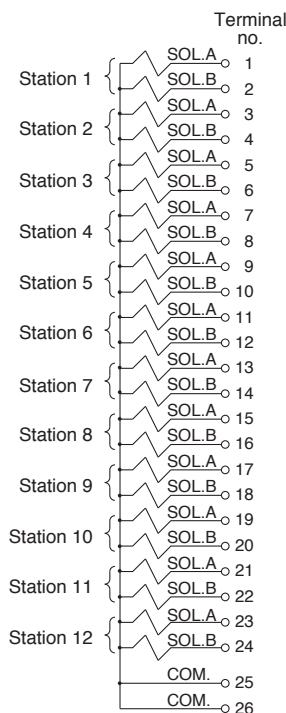 Terminal
no.
Station 1
SOL.A 1
SOL.B 2
Station 2
SOL.A 3
SOL.B 4
Station 3
SOL.A 5
SOL.B 6
Station 4
SOL.A 7
SOL.B 8
Station 5
SOL.A 9
SOL.B 10
Station 6
SOL.A 11
SOL.B 12
Station 7
SOL.A 13
SOL.B 14
Station 8
SOL.A 15
SOL.B 16
Station 9
SOL.A 17
SOL.B 18
Station 10
SOL.A 19
SOL.B 20
Station 11
SOL.A 21
SOL.B 22
Station 12
SOL.A 23
SOL.B 24
COM. 25
COM. 26